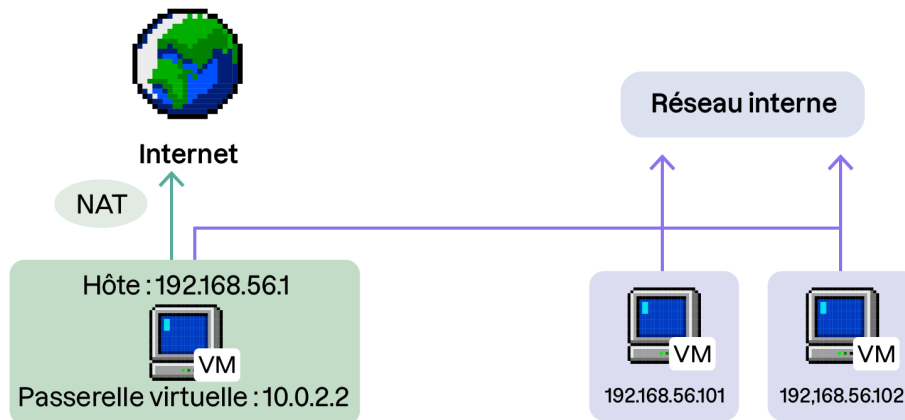 Internet
NAT
Réseau interne
Hôte : 192.168.56.1
VM
Passerelle virtuelle : 10.0.2.2
VM
192.168.56.101
VM
192,168.56.102